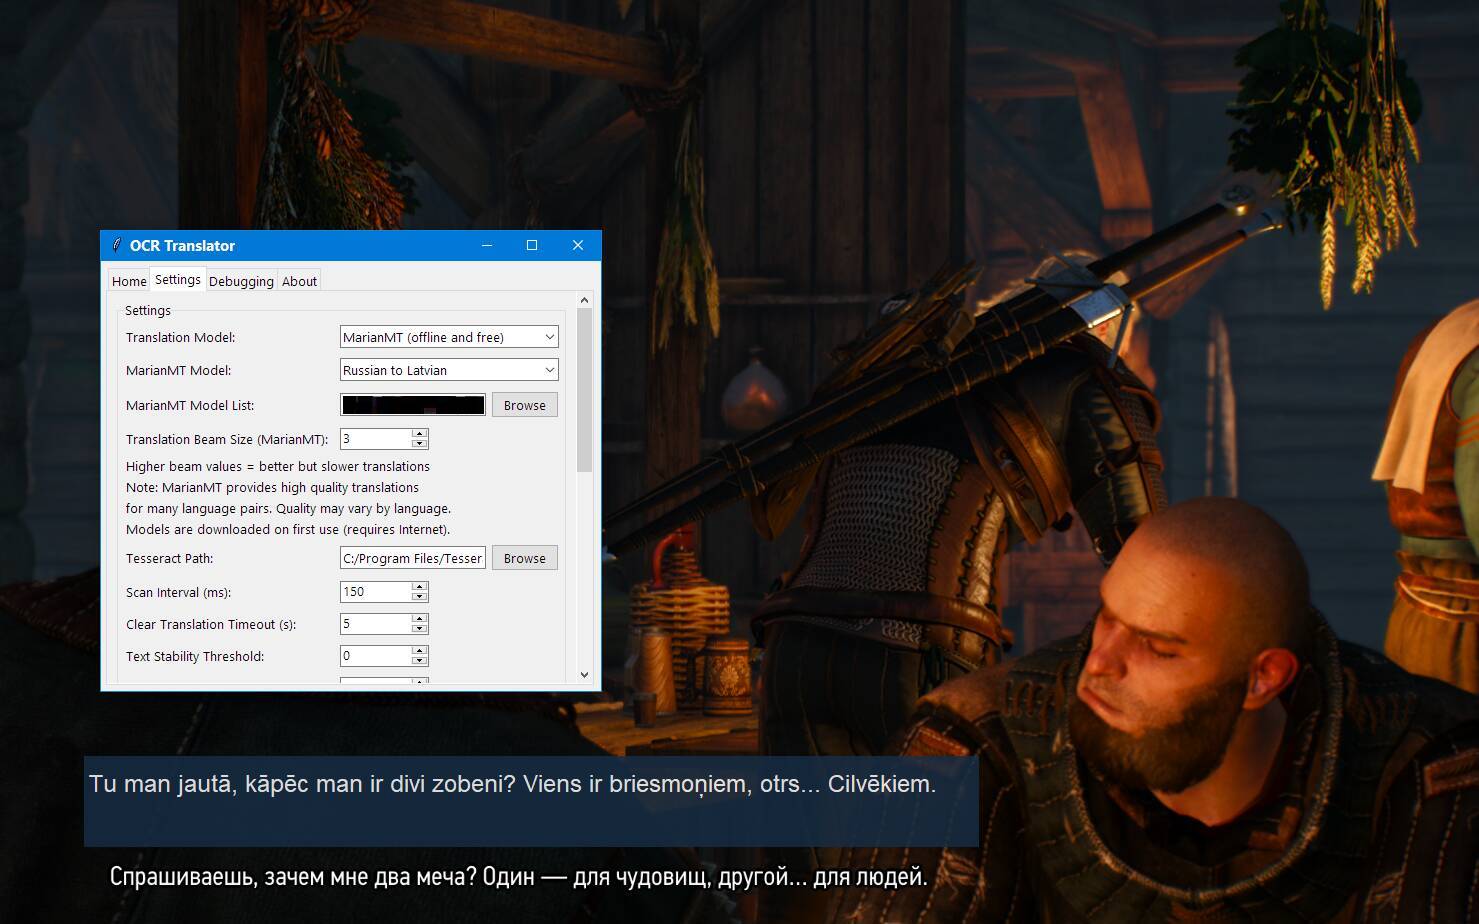 OCR Translator
Home Settings Debugging About
Settings
Translation Model: MarianMT (offline and free)
MarianMT Model: Russian to Latvian
MarianMT Model List: Browse
Translation Beam Size (MarianMT): 3
Higher beam values = better but slower translations
Note: MarianMT provides high quality translations
for many language pairs. Quality may vary by language.
Models are downloaded on first use (requires Internet).
Tesseract Path: C:/Program Files/Tesser Browse
Scan Interval (ms): 150
Clear Translation Timeout (s): 5
Text Stability Threshold: 0
Tu man jautā, kāpēc man ir divi zobeni? Viens ir briesmoņiem, otrs... Cilvēkiem.
Спрашиваешь, зачем мне два меча? Один — для чудовищ, другой... для людей.